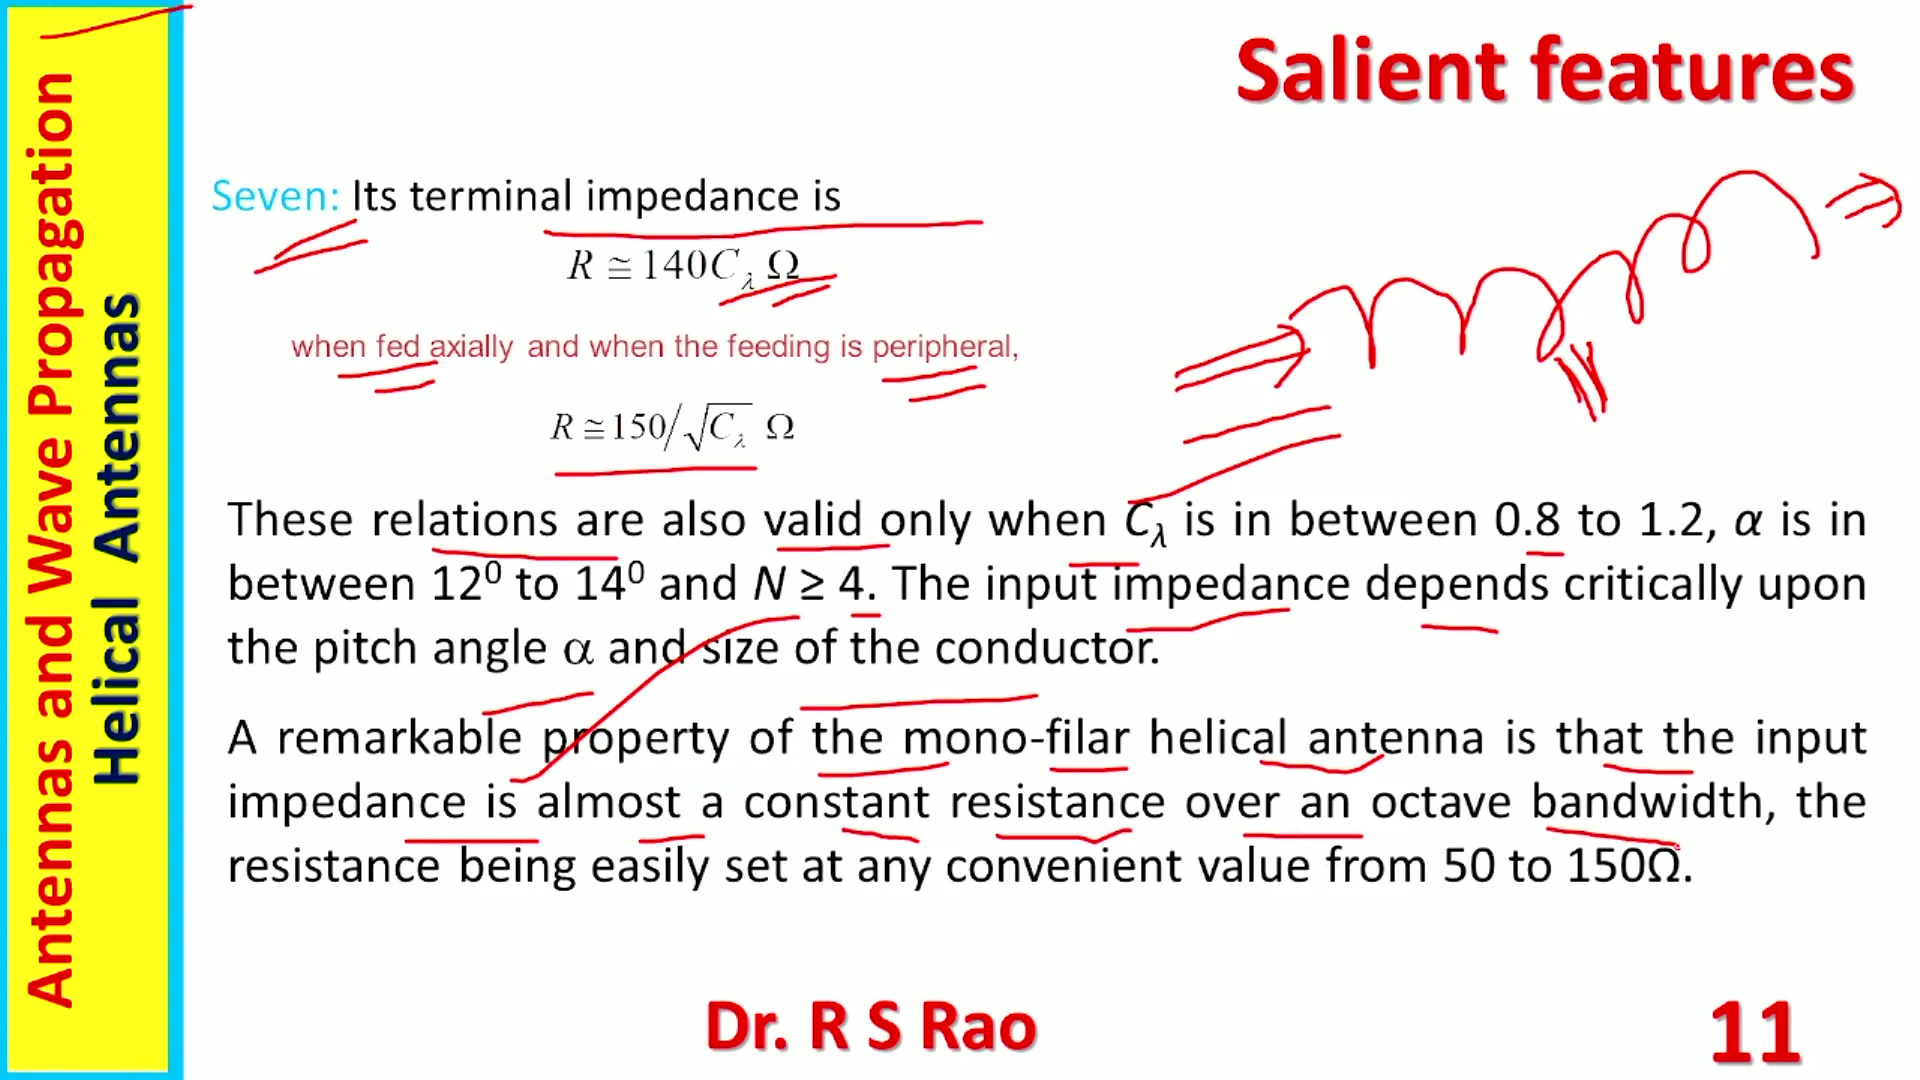 Antennas and Wave Propagation
Helical Antennas
Salient features
Seven: Its terminal impedance is
R ≅ 140C_λ Ω
when fed axially and when the feeding is peripheral,
R ≅ 150/√C_λ Ω
These relations are also valid only when C_λ is in between 0.8 to 1.2, α is in
between 12⁰ to 14⁰ and N ≥ 4. The input impedance depends critically upon
the pitch angle α and size of the conductor.
A remarkable property of the mono-filar helical antenna is that the input
impedance is almost a constant resistance over an octave bandwidth, the
resistance being easily set at any convenient value from 50 to 150Ω.
Dr. R S Rao
11